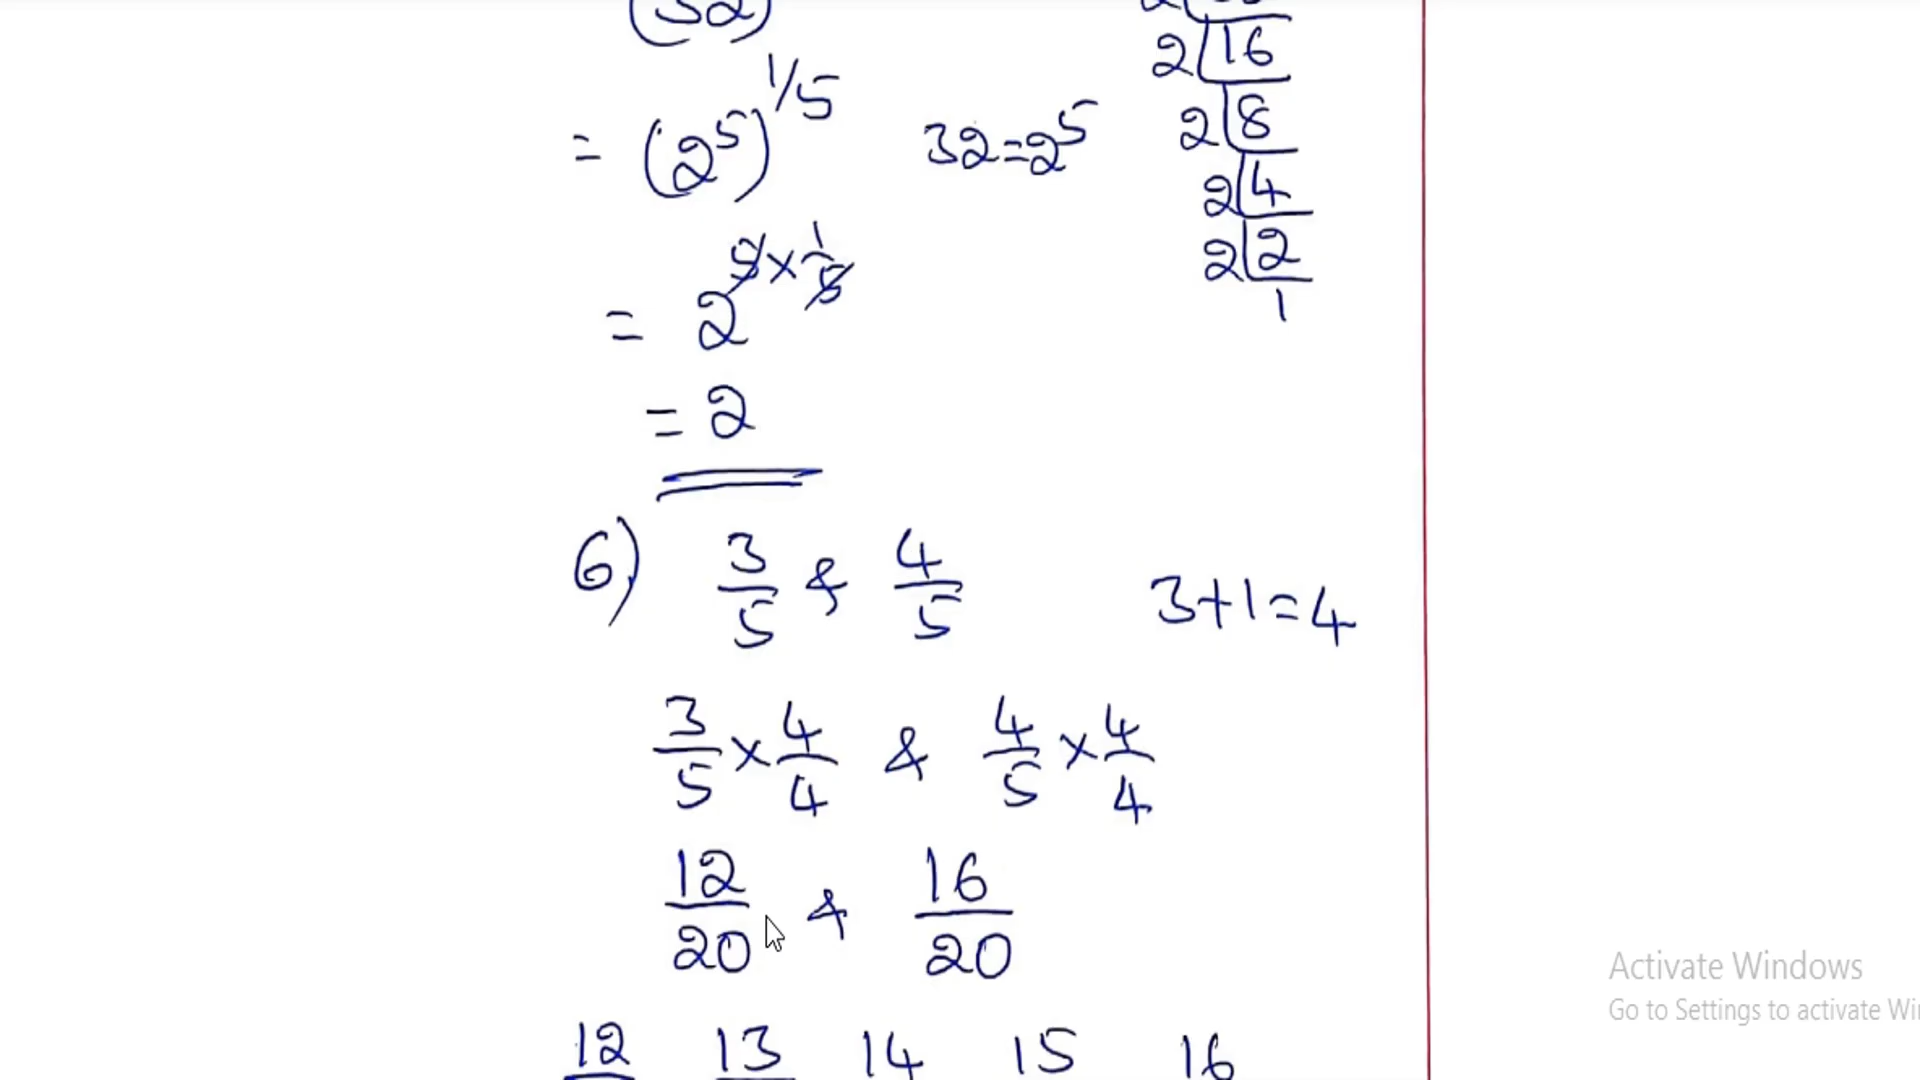 (32)
= (2⁵)^1/5
32=2⁵
2|16
2|8
2|4
2|2
1
= 2^5×1/5
= 2
6) 3/5 & 4/5
3+1=4
3/5 × 4/4 & 4/5 × 4/4
12/20 & 16/20
12 13 14 15 16
Activate Windows
Go to Settings to activate Wi